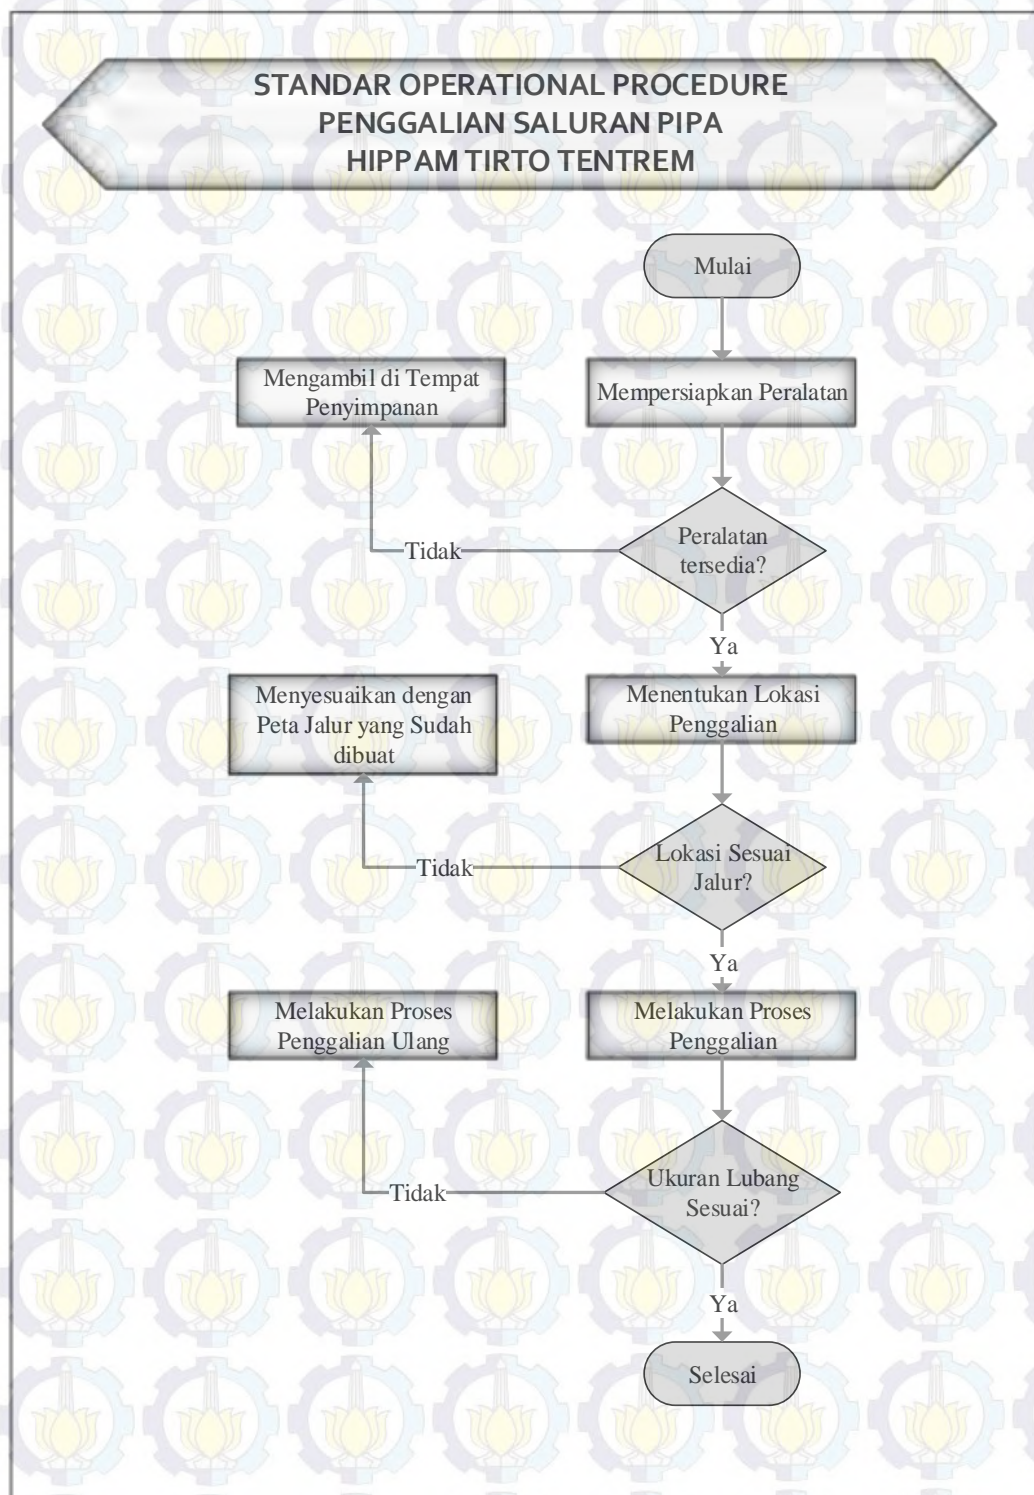 STANDAR OPERATIONAL PROCEDURE
PENGGALIAN SALURAN PIPA
HIPPAM TIRTO TENTREM
Mulai
Mengambil di Tempat
Penyimpanan
Mempersiapkan Peralatan
Peralatan
tersedia?
Tidak
Ya
Menyesuaikan dengan
Peta Jalur yang Sudah
dibuat
Menentukan Lokasi
Penggalian
Lokasi Sesuai
Jalur?
Tidak
Ya
Melakukan Proses
Penggalian Ulang
Melakukan Proses
Penggalian
Ukuran Lubang
Sesuai?
Tidak
Ya
Selesai